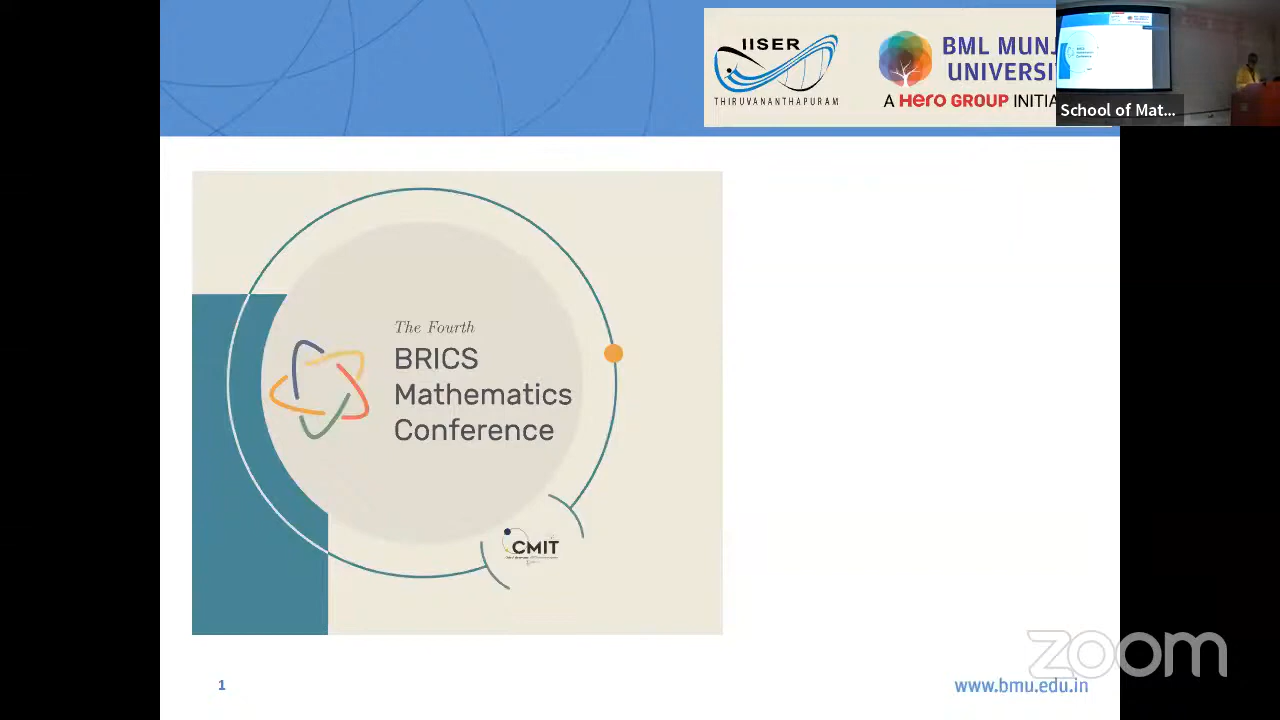 IISER
THIRUVANANTHAPURAM
BML MUNJ
UNIVERSI
A Hero GROUP INITIA
School of Mat...
The Fourth
BRICS
Mathematics
Conference
CMIT
zoom
1
www.bmu.edu.in